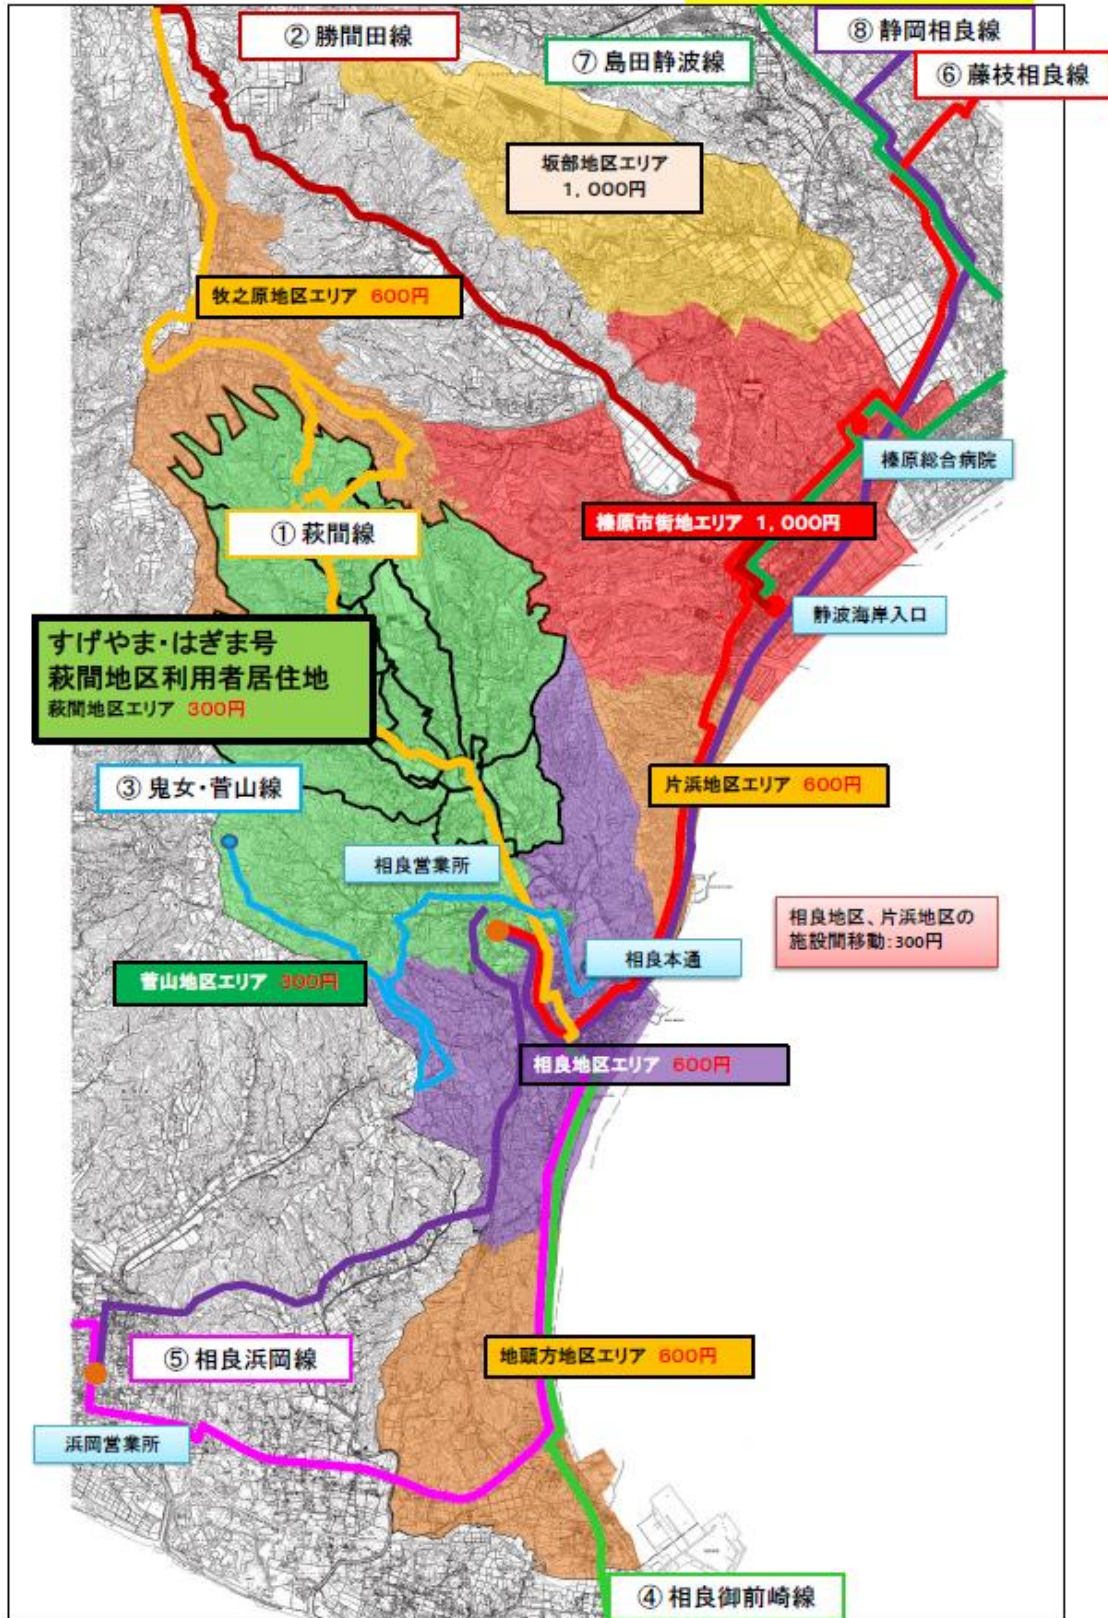 ② 勝間田線
⑧ 静岡相良線
⑦ 島田静波線
⑥ 藤枝相良線
坂部地区エリア
1，000円
牧之原地区エリア 600円
榛原総合病院
榛原市街地エリア 1，000円
① 萩間線
静波海岸入口
すげやま・はぎま号
萩間地区利用者居住地
萩間地区エリア 300円
③ 鬼女・菅山線
片浜地区エリア 600円
相良営業所
相良地区、片浜地区の
施設間移動：300円
相良本通
菅山地区エリア 300円
相良地区エリア 600円
⑤ 相良浜岡線
地頭方地区エリア 600円
浜岡営業所
④ 相良御前崎線